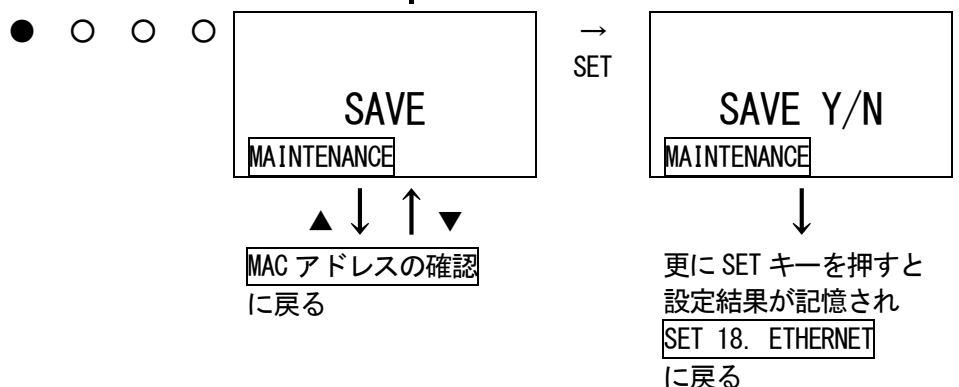 ● ○ ○ ○
→
SET
SAVE
MAINTENANCE
SAVE Y/N
MAINTENANCE
▲ ↓ ↑ ▼
↓
MAC アドレスの確認
に戻る
更に SET キーを押すと
設定結果が記憶され
SET 18. ETHERNET
に戻る